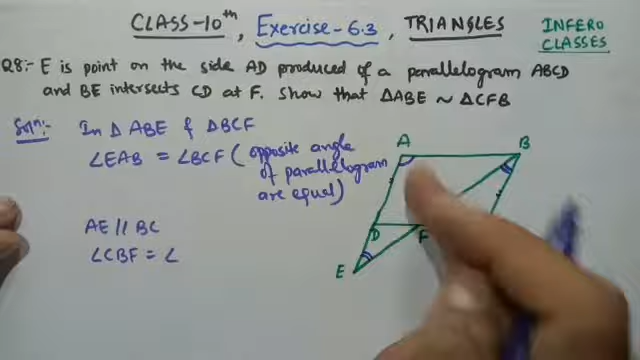 CLASS-10th, Exercise-6.3, TRIANGLES
INFERO
CLASSES
Q8:- E is point on the side AD produced of a parallelogram ABCD
and BE intersects CD at F. Show that ΔABE ~ ΔCFB
Soln:- In Δ ABE & ΔBCF
∠EAB = ∠BCF (opposite angle
of parallelogram
are equal)
AE // BC
∠CBF = ∠
A
B
D
F
E